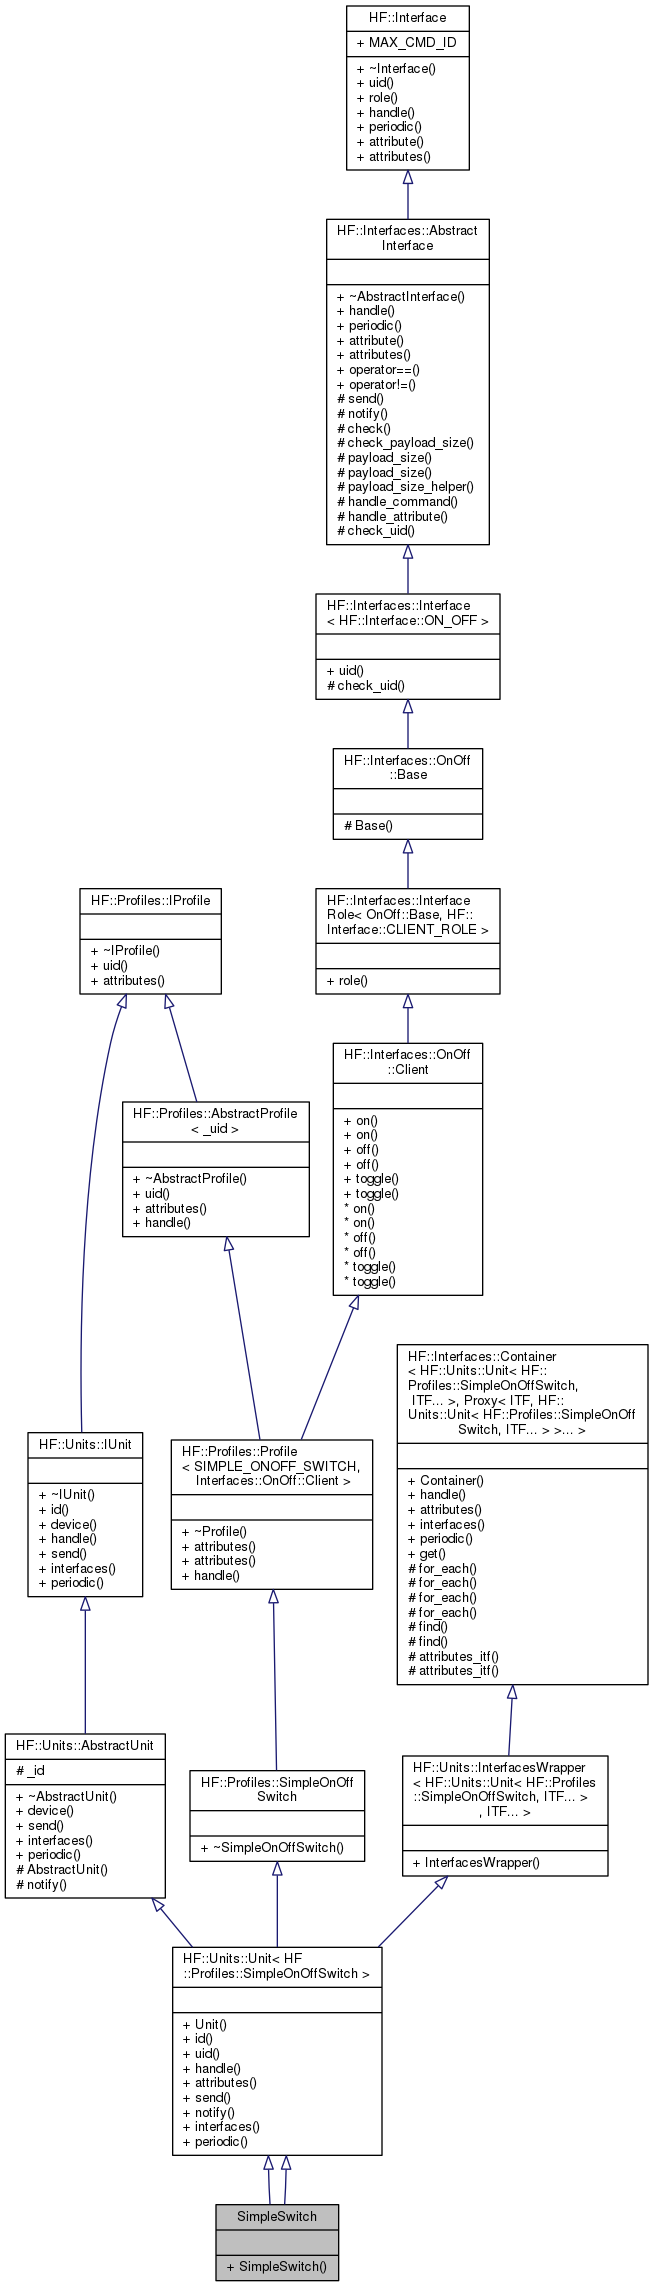 HF::Interface
+ MAX_CMD_ID
+ ~Interface()
+ uid()
+ role()
+ handle()
+ periodic()
+ attribute()
+ attributes()
HF::Interfaces::Abstract
Interface
+ ~AbstractInterface()
+ handle()
+ periodic()
+ attribute()
+ attributes()
+ operator==()
+ operator!=()
# send()
# notify()
# check()
# check_payload_size()
# payload_size()
# payload_size()
# payload_size_helper()
# handle_command()
# handle_attribute()
# check_uid()
HF::Interfaces::Interface
< HF::Interface::ON_OFF >
+ uid()
# check_uid()
HF::Interfaces::OnOff
::Base
# Base()
HF::Profiles::IProfile
+ ~IProfile()
+ uid()
+ attributes()
HF::Interfaces::Interface
Role< OnOff::Base, HF::
Interface::CLIENT_ROLE >
+ role()
HF::Interfaces::OnOff
::Client
+ on()
+ on()
+ off()
+ off()
+ toggle()
+ toggle()
* on()
* on()
* off()
* off()
* toggle()
* toggle()
HF::Profiles::AbstractProfile
< _uid >
+ ~AbstractProfile()
+ uid()
+ attributes()
+ handle()
HF::Interfaces::Container
< HF::Units::Unit< HF::
Profiles::SimpleOnOffSwitch,
ITF... >, Proxy< ITF, HF::
Units::Unit< HF::Profiles::SimpleOnOff
Switch, ITF... > >... >
+ Container()
+ handle()
+ attributes()
+ interfaces()
+ periodic()
+ get()
# for_each()
# for_each()
# for_each()
# for_each()
# find()
# find()
# attributes_itf()
# attributes_itf()
HF::Units::IUnit
+ ~IUnit()
+ id()
+ device()
+ handle()
+ send()
+ interfaces()
+ periodic()
HF::Profiles::Profile
< SIMPLE_ONOFF_SWITCH,
Interfaces::OnOff::Client >
+ ~Profile()
+ attributes()
+ attributes()
+ handle()
HF::Units::AbstractUnit
# _id
+ ~AbstractUnit()
+ device()
+ send()
+ interfaces()
+ periodic()
# AbstractUnit()
# notify()
HF::Profiles::SimpleOnOff
Switch
+ ~SimpleOnOffSwitch()
HF::Units::InterfacesWrapper
< HF::Units::Unit< HF::Profiles
::SimpleOnOffSwitch, ITF... >
, ITF... >
+ InterfacesWrapper()
HF::Units::Unit< HF
::Profiles::SimpleOnOffSwitch >
+ Unit()
+ id()
+ uid()
+ handle()
+ attributes()
+ send()
+ notify()
+ interfaces()
+ periodic()
SimpleSwitch
+ SimpleSwitch()